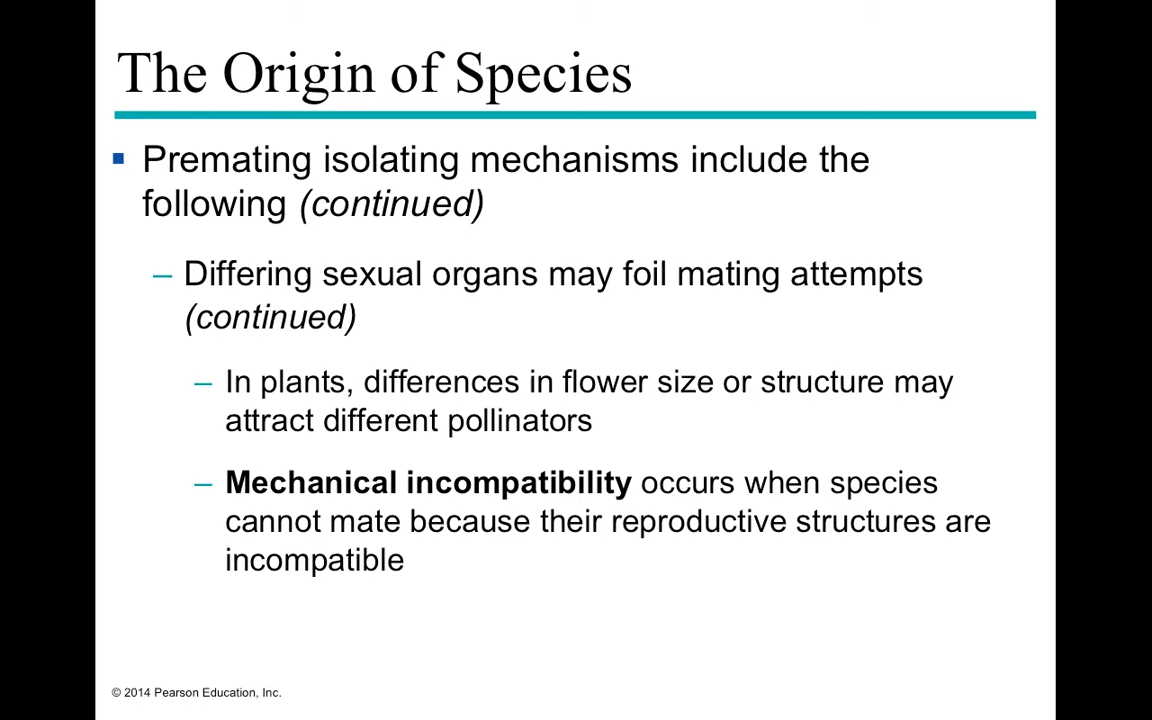 The Origin of Species
▪ Premating isolating mechanisms include the
following (continued)
– Differing sexual organs may foil mating attempts
(continued)
– In plants, differences in flower size or structure may
attract different pollinators
– Mechanical incompatibility occurs when species
cannot mate because their reproductive structures are
incompatible
© 2014 Pearson Education, Inc.